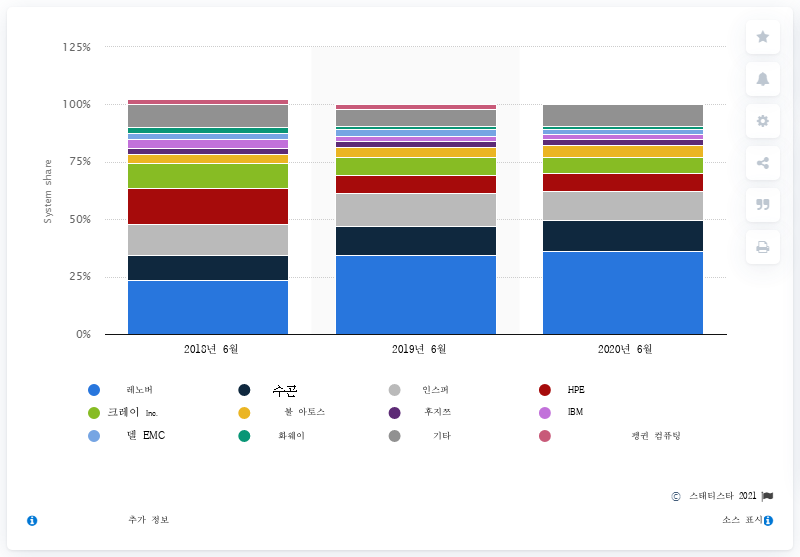 125%
100%
75%
50%
25%
0%
System share
2018년 6월
2019년 6월
2020년 6월
레노버
수곤
인스퍼
HPE
크레이 Inc.
불 아토스
후지쯔
IBM
델 EMC
화웨이
기타
펭귄 컴퓨팅
© 스태티스타 2021
추가 정보
소스 표시